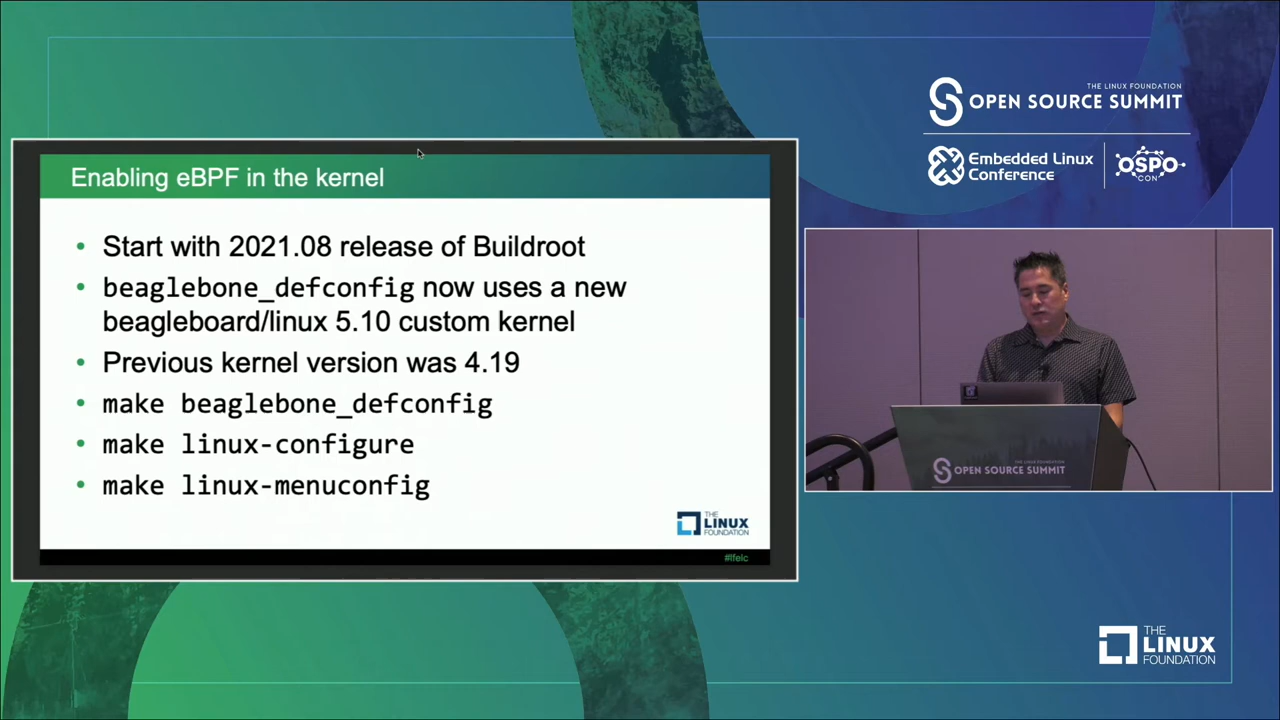 THE LINUX FOUNDATION
OPEN SOURCE SUMMIT
Embedded Linux
Conference
OSPO
CON
Enabling eBPF in the kernel
• Start with 2021.08 release of Buildroot
• beaglebone_defconfig now uses a new
beagleboard/linux 5.10 custom kernel
• Previous kernel version was 4.19
• make beaglebone_defconfig
• make linux-configure
• make linux-menuconfig
THE
LINUX
FOUNDATION
#lfelc
THE LINUX FOUNDATION
OPEN SOURCE SUMMIT
THE
LINUX
FOUNDATION